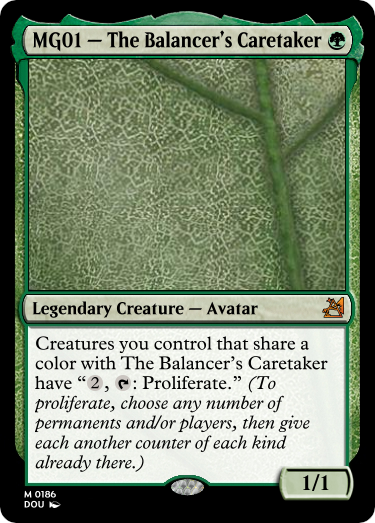 MG01 — The Balancer's Caretaker
Legendary Creature — Avatar
Creatures you control that share a
color with The Balancer's Caretaker
have “2, : Proliferate.” (To
proliferate, choose any number of
permanents and/or players, then give
each another counter of each kind
already there.)
1/1
M 0186
DOU